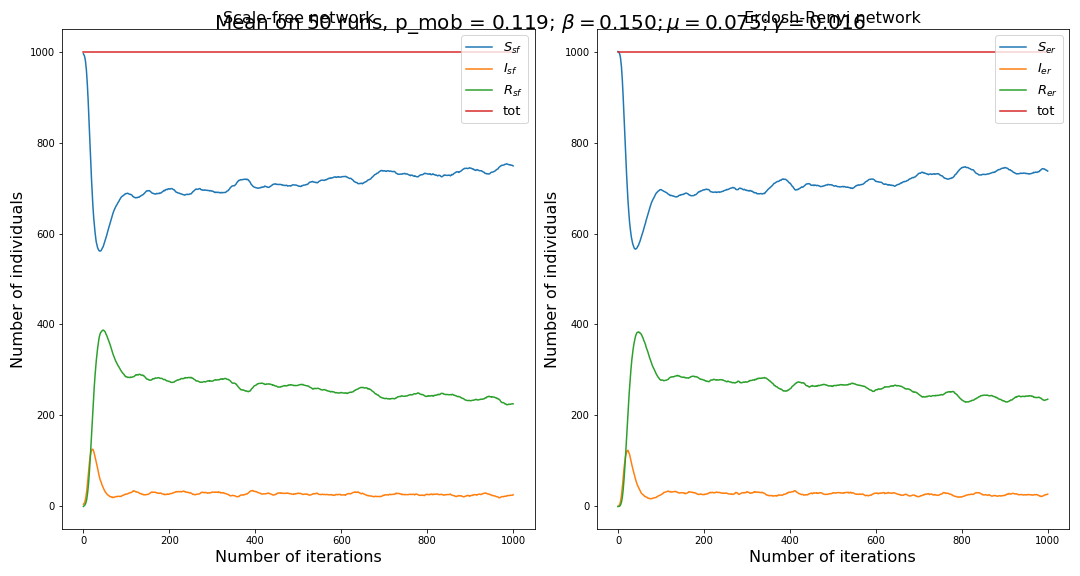 Scale-free network
Erdosh-Renyi network
Mean on 50 runs, p_mob = 0.119; β = 0.150; μ = 0.075; γ = 0.016
Number of individuals
1000
800
600
400
200
0
0
200
400
600
800
1000
Number of iterations
S_sf
I_sf
R_sf
tot
Number of individuals
1000
800
600
400
200
0
0
200
400
600
800
1000
Number of iterations
S_er
I_er
R_er
tot